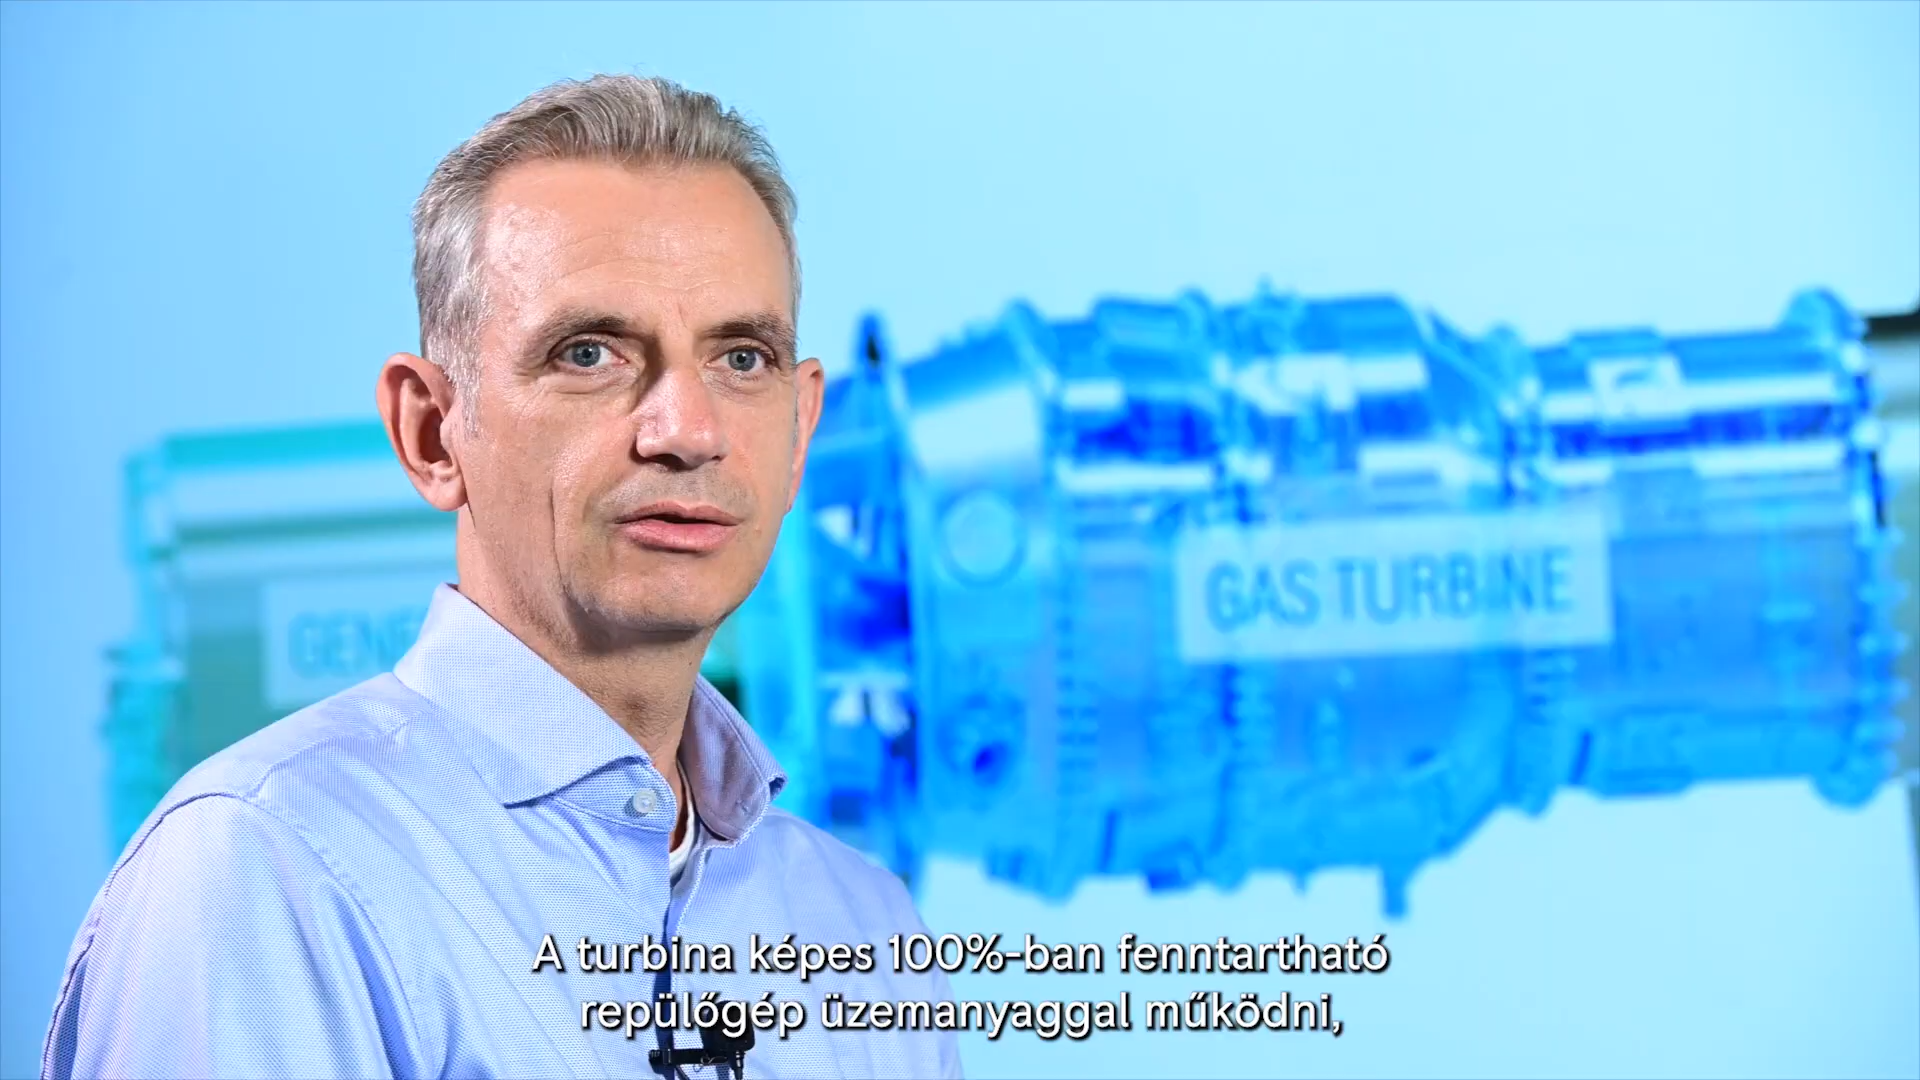 GAS TURBINE
A turbina képes 100%-ban fenntartható
repülőgép üzemanyaggal működni,